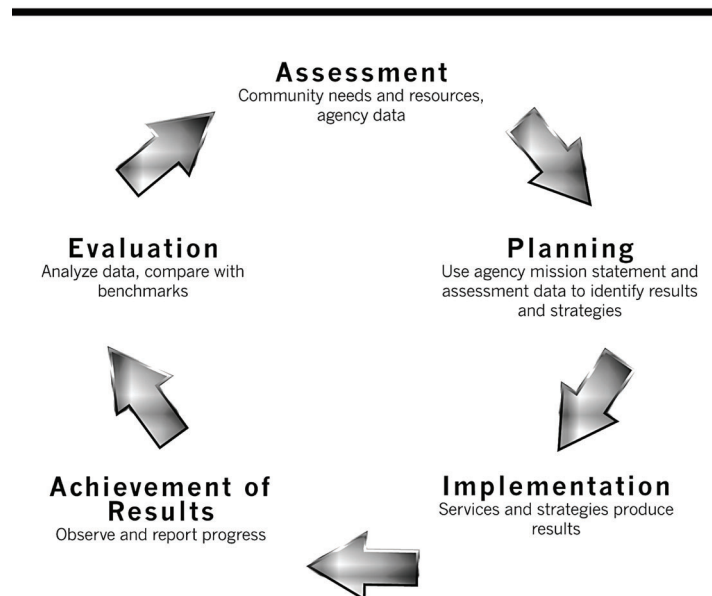 Assessment
Community needs and resources,
agency data
Planning
Use agency mission statement and
assessment data to identify results
and strategies
Implementation
Services and strategies produce
results
Achievement of
Results
Observe and report progress
Evaluation
Analyze data, compare with
benchmarks